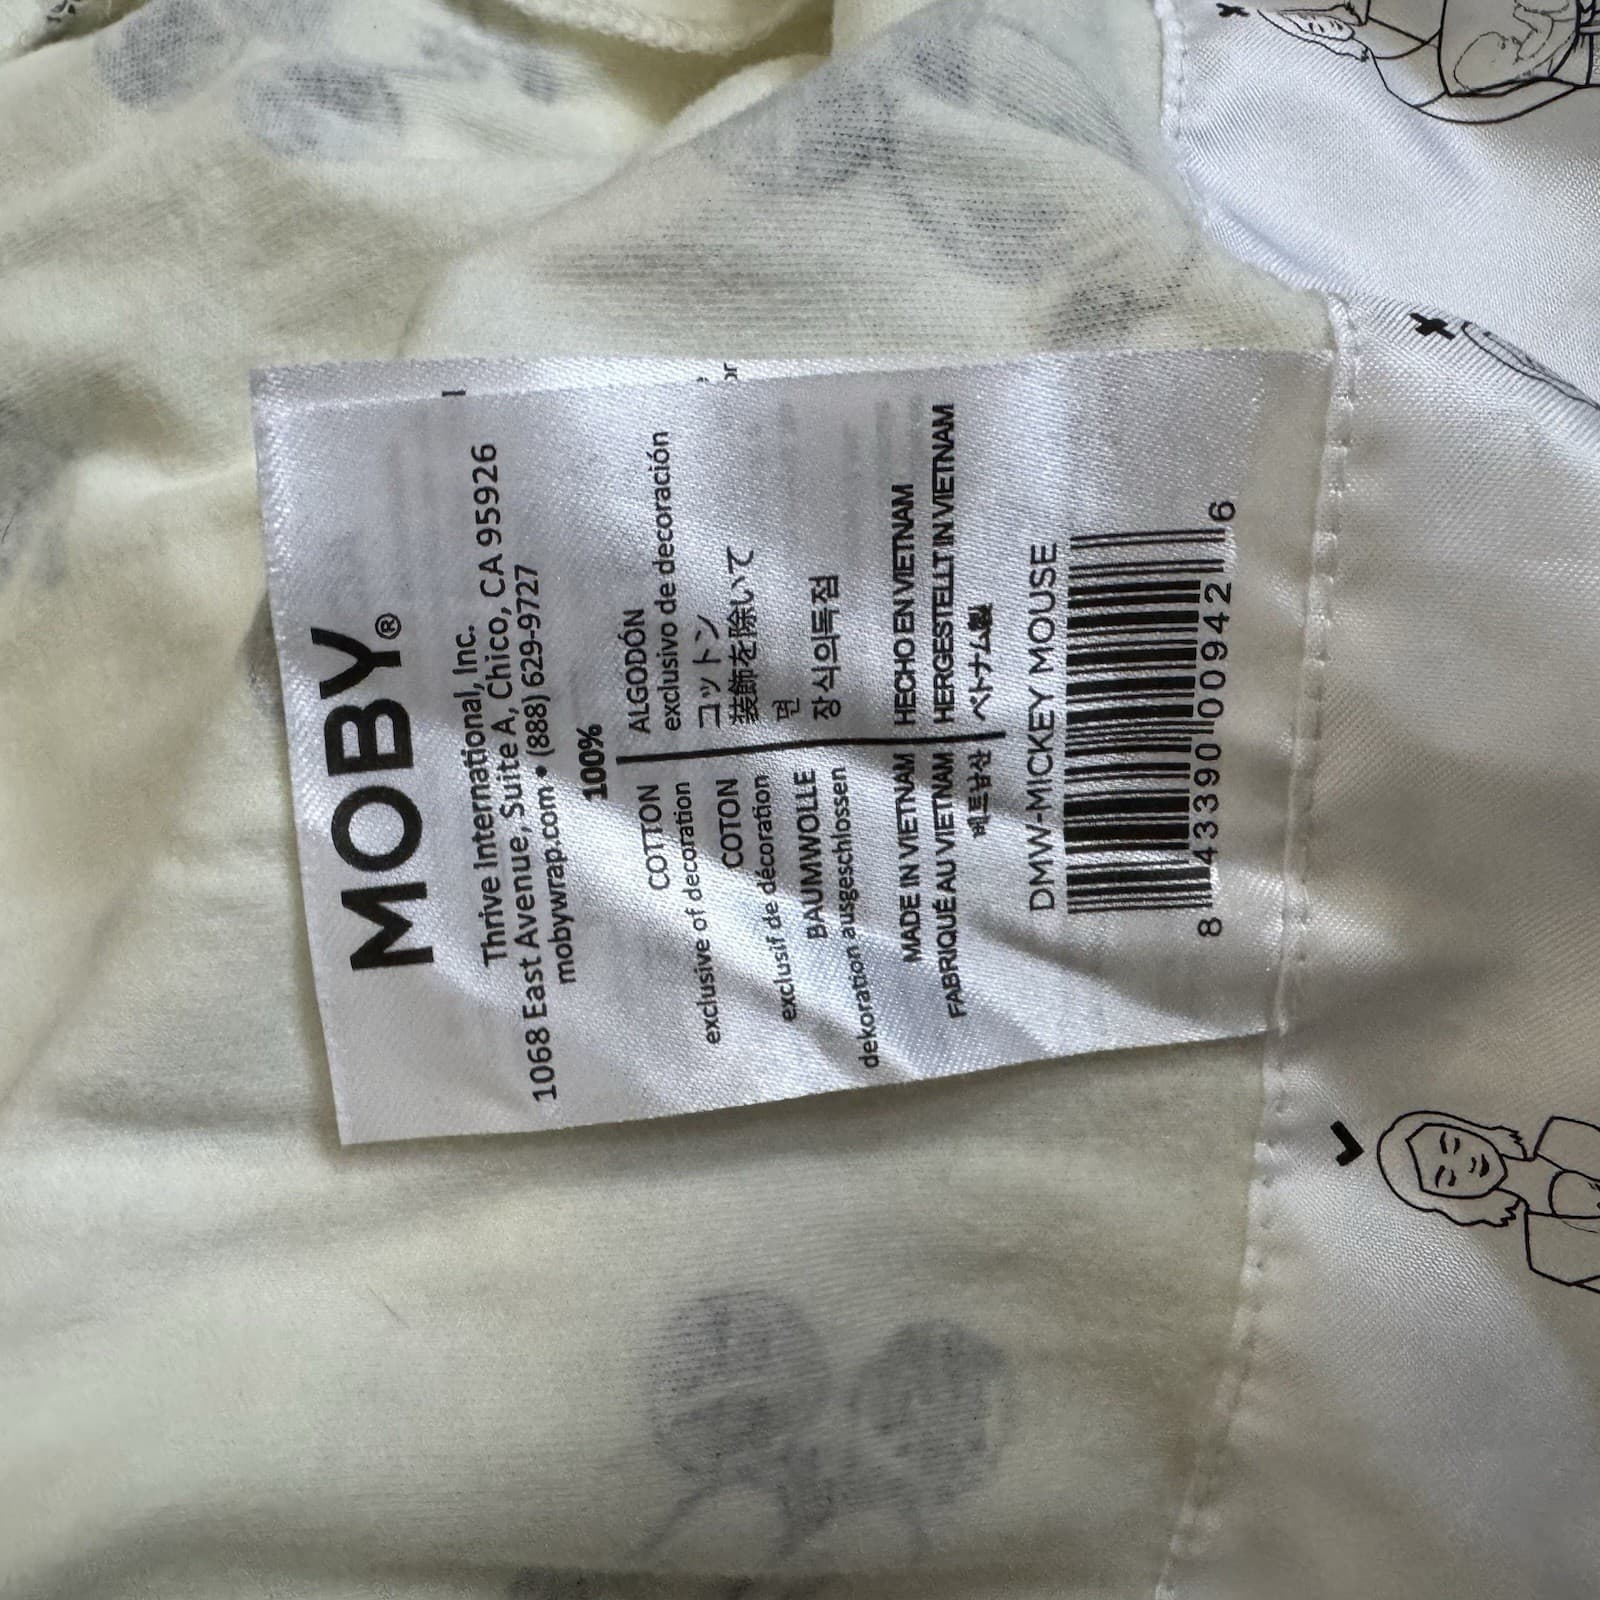 MOBY®
Thrive International, Inc.
1068 East Avenue, Suite A, Chico, CA 95926
mobywrap.com • (888) 629-9727
100%
COTTON
exclusive of decoration
COTON
exclusif de décoration
BAUMWOLLE
dekoration ausgeschlossen
ALGODÓN
exclusivo de decoración
コットン
装飾を除いて
면
장식의독점
MADE IN VIETNAM HECHO EN VIETNAM
FABRIQUÉ AU VIETNAM HERGESTELLT IN VIETNAM
베트남산 ベトナム製
DMW-MICKEY MOUSE
8 43390 00942 6